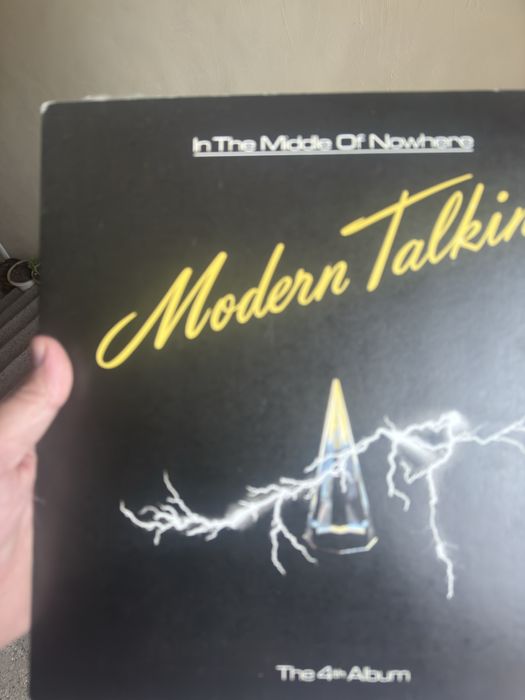 In The Middle Of Nowhere
Modern Talkin
The 4th Album